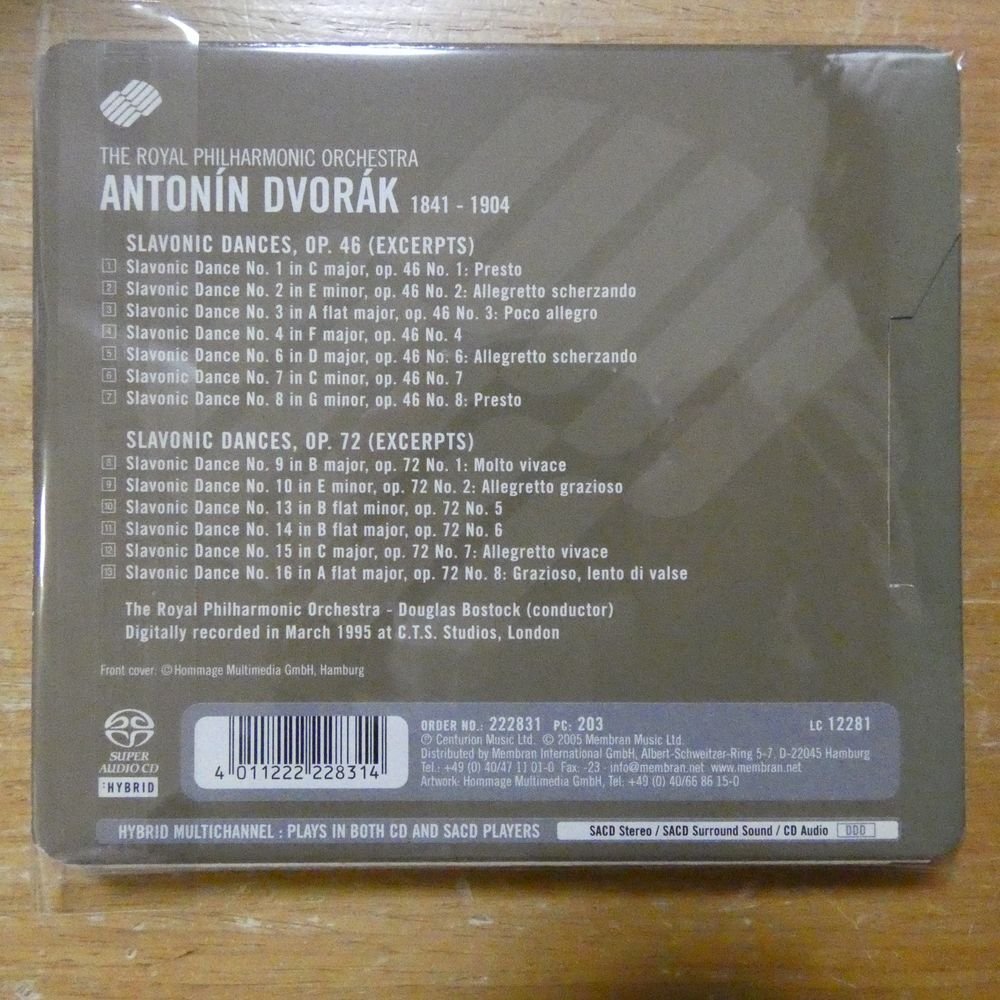 THE ROYAL PHILHARMONIC ORCHESTRA
ANTONÍN DVORÁK 1841 - 1904
SLAVONIC DANCES, OP. 46 (EXCERPTS)
1 Slavonic Dance No. 1 in C major, op. 46 No. 1: Presto
2 Slavonic Dance No. 2 in E minor, op. 46 No. 2: Allegretto scherzando
3 Slavonic Dance No. 3 in A flat major, op. 46 No. 3: Poco allegro
4 Slavonic Dance No. 4 in F major, op. 46 No. 4
5 Slavonic Dance No. 6 in D major, op. 46 No. 6: Allegretto scherzando
6 Slavonic Dance No. 7 in C minor, op. 46 No. 7
7 Slavonic Dance No. 8 in G minor, op. 46 No. 8: Presto
SLAVONIC DANCES, OP. 72 (EXCERPTS)
8 Slavonic Dance No. 9 in B major, op. 72 No. 1: Molto vivace
9 Slavonic Dance No. 10 in E minor, op. 72 No. 2: Allegretto grazioso
10 Slavonic Dance No. 13 in B flat minor, op. 72 No. 5
11 Slavonic Dance No. 14 in B flat major, op. 72 No. 6
12 Slavonic Dance No. 15 in C major, op. 72 No. 7: Allegretto vivace
13 Slavonic Dance No. 16 in A flat major, op. 72 No. 8: Grazioso, lento di valse
The Royal Philharmonic Orchestra - Douglas Bostock (conductor)
Digitally recorded in March 1995 at C.T.S. Studios, London
Front cover: © Hommage Multimedia GmbH, Hamburg
SUPER AUDIO CD
:HYBRID
4 011222 228314
ORDER NO.: 222831 PC: 203 LC 12281
℗ Centurion Music Ltd. © 2005 Membran Music Ltd.
Distributed by Membran International GmbH, Albert-Schweitzer-Ring 5-7, D-22045 Hamburg
Tel.: +49 (0) 40/47 11 01-0 Fax: -23 · info@membran.net www.membran.net
Artwork: Hommage Multimedia GmbH, Tel: +49 (0) 40/66 86 15-0
HYBRID MULTICHANNEL : PLAYS IN BOTH CD AND SACD PLAYERS SACD Stereo / SACD Surround Sound / CD Audio DDD